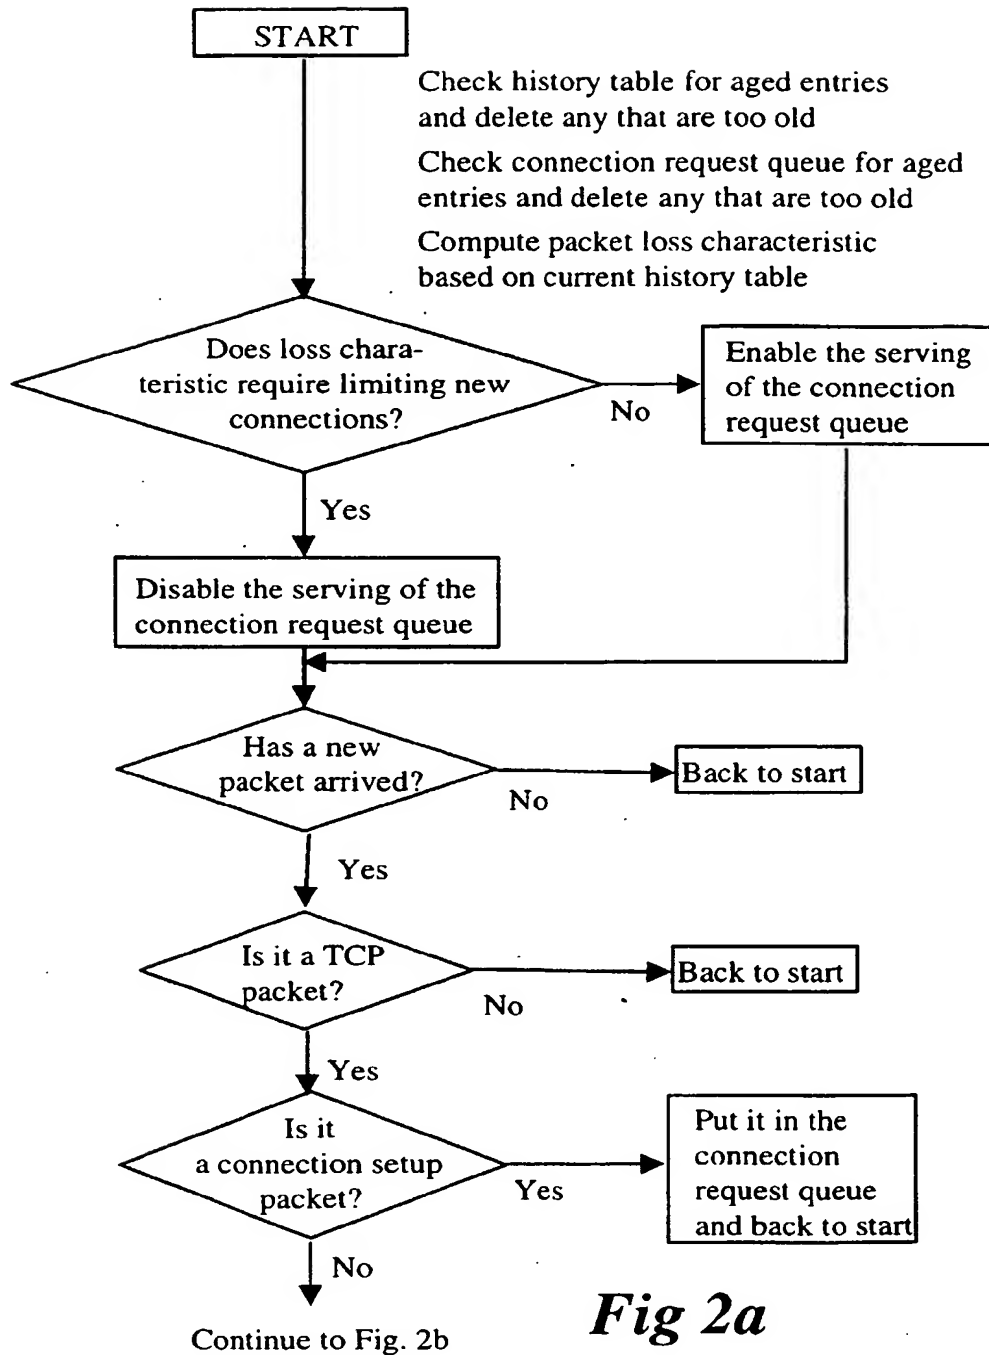 START
Check history table for aged entries
and delete any that are too old
Check connection request queue for aged
entries and delete any that are too old
Compute packet loss characteristic
based on current history table
Does loss chara-
teristic require limiting new
connections?
No
Enable the serving
of the connection
request queue
Yes
Disable the serving of the
connection request queue
Has a new
packet arrived?
No
Back to start
Yes
Is it a TCP
packet?
No
Back to start
Yes
Is it
a connection setup
packet?
Yes
Put it in the
connection
request queue
and back to start
No
Continue to Fig. 2b
Fig 2a